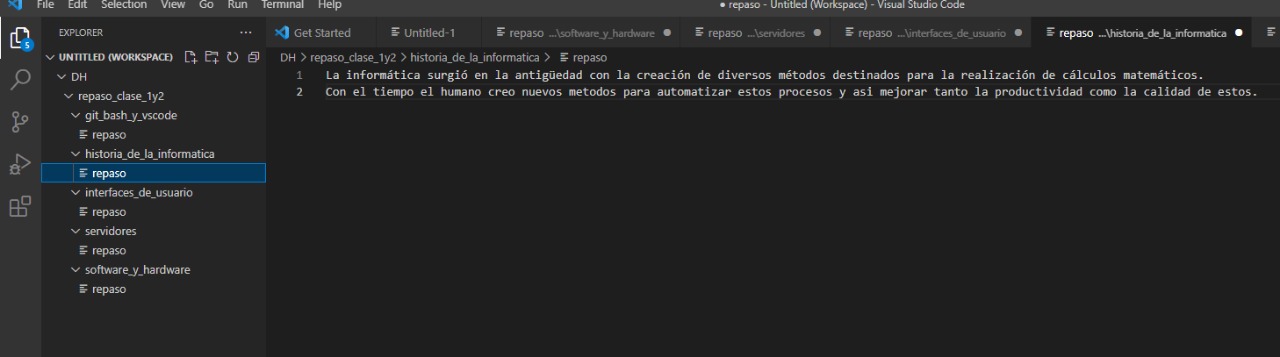 File Edit Selection View Go Run Terminal Help
● repaso - Untitled (Workspace) - Visual Studio Code
EXPLORER
UNTITLED (WORKSPACE)
DH
repaso_clase_1y2
git_bash_y_vscode
repaso
historia_de_la_informatica
repaso
interfaces_de_usuario
repaso
servidores
repaso
software_y_hardware
repaso
5
Get Started
Untitled-1
repaso ...\software_y_hardware
repaso ...\servidores
repaso ...\interfaces_de_usuario
repaso ...\historia_de_la_informatica
DH > repaso_clase_1y2 > historia_de_la_informatica > repaso
1 La informática surgió en la antigüedad con la creación de diversos métodos destinados para la realización de cálculos matemáticos.
2 Con el tiempo el humano creo nuevos metodos para automatizar estos procesos y asi mejorar tanto la productividad como la calidad de estos.